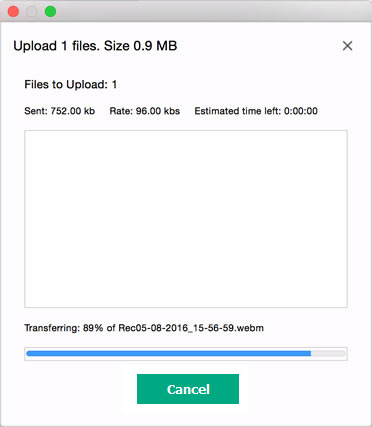 Upload 1 files. Size 0.9 MB
Files to Upload: 1
Sent: 752.00 kb Rate: 96.00 kbs Estimated time left: 0:00:00
Transferring: 89% of Rec05-08-2016_15-56-59.webm
Cancel